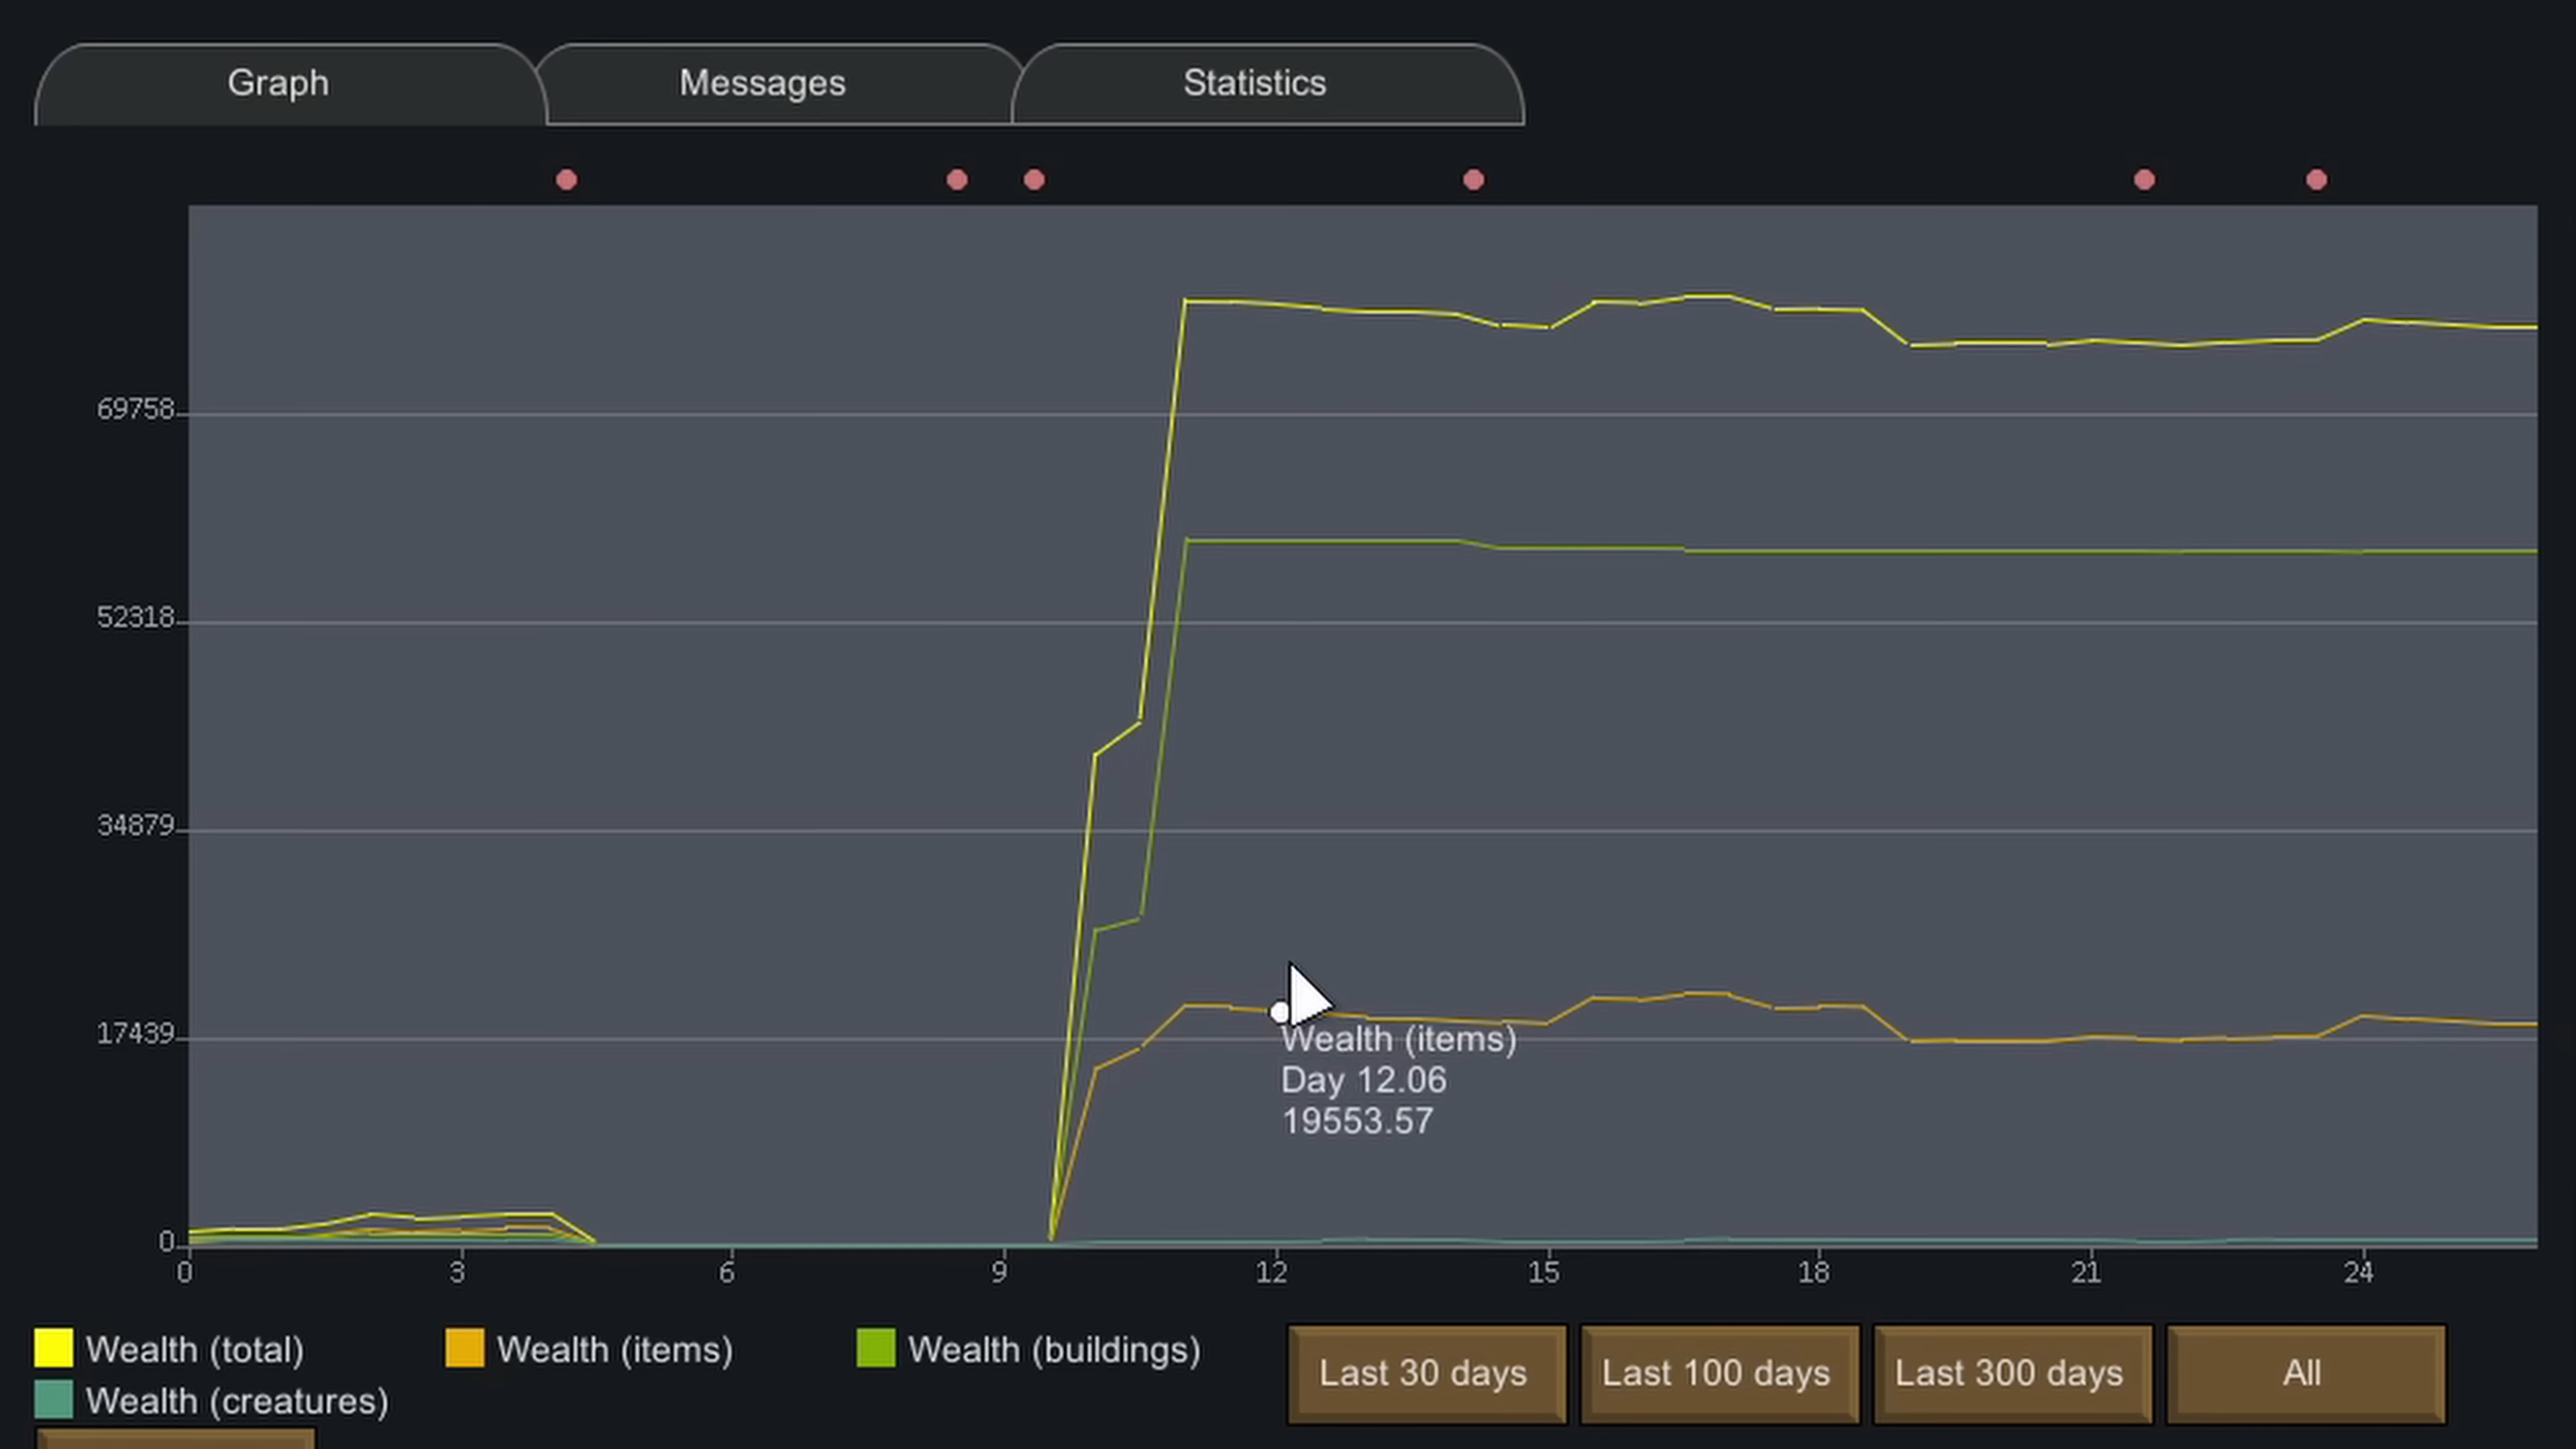 Graph
Messages
Statistics
69758
52318
34879
17439
0
Wealth (items)
Day 12.06
19553.57
0 3 6 9 12 15 18 21 24
Wealth (total) Wealth (items) Wealth (buildings)
Wealth (creatures)
Last 30 days
Last 100 days
Last 300 days
All